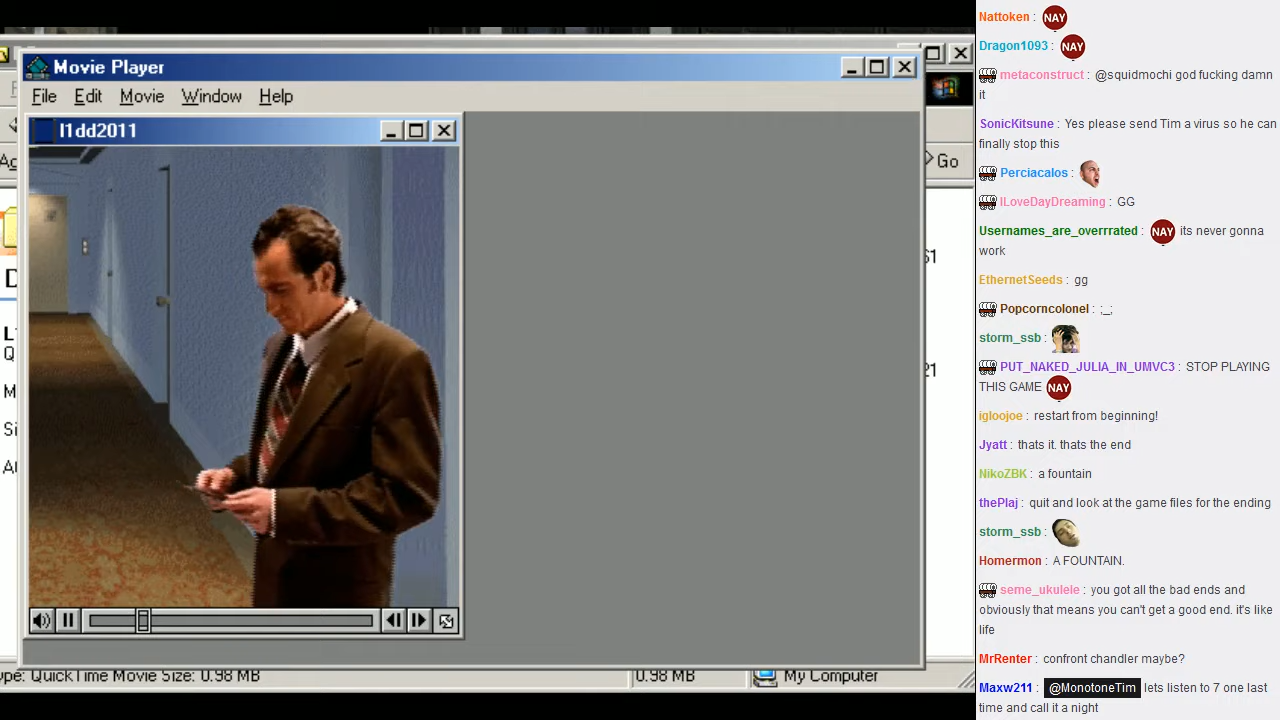 Movie Player
File Edit Movie Window Help
l1dd2011
Go
61
21
ype: QuickTime Movie Size: 0.98 MB
0.98 MB
My Computer
Nattoken : NAY
Dragon1093 : NAY
metaconstruct : @squidmochi god fucking damn
it
SonicKitsune : Yes please send Tim a virus so he can
finally stop this
Perciacalos :
ILoveDayDreaming : GG
Usernames_are_overrrated : NAY its never gonna
work
EthernetSeeds : gg
Popcorncolonel : :_;
storm_ssb :
PUT_NAKED_JULIA_IN_UMVC3 : STOP PLAYING
THIS GAME NAY
igloojoe : restart from beginning!
Jyatt : thats it. thats the end
NikoZBK : a fountain
thePlaj : quit and look at the game files for the ending
storm_ssb :
Homermon : A FOUNTAIN.
seme_ukulele : you got all the bad ends and
obviously that means you can't get a good end. it's like
life
MrRenter : confront chandler maybe?
Maxw211 : @MonotoneTim lets listen to 7 one last
time and call it a night